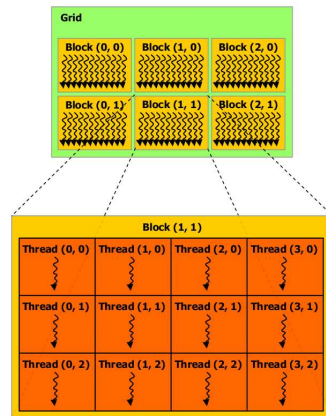 Grid
Block (0, 0) Block (1, 0) Block (2, 0)
Block (0, 1) Block (1, 1) Block (2, 1)
Block (1, 1)
Thread (0, 0) Thread (1, 0) Thread (2, 0) Thread (3, 0)
Thread (0, 1) Thread (1, 1) Thread (2, 1) Thread (3, 1)
Thread (0, 2) Thread (1, 2) Thread (2, 2) Thread (3, 2)